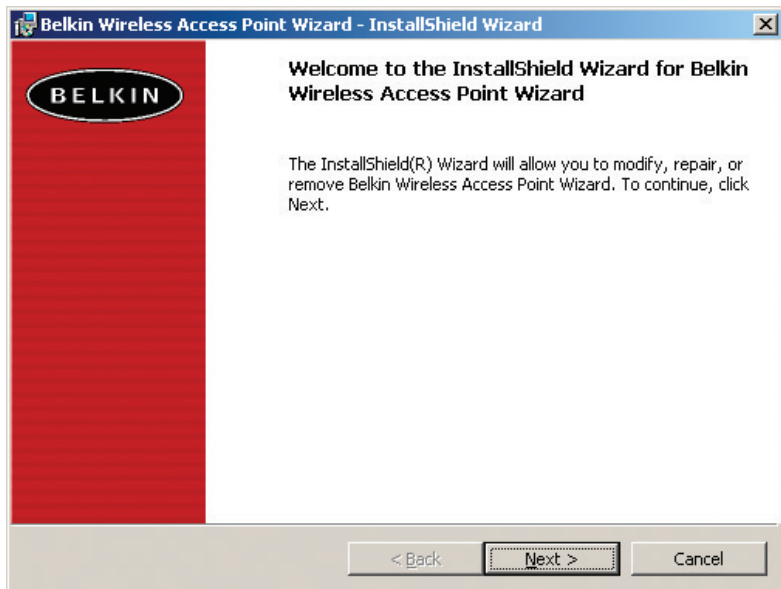 Belkin Wireless Access Point Wizard - InstallShield Wizard
BELKIN
Welcome to the InstallShield Wizard for Belkin
Wireless Access Point Wizard
The InstallShield(R) Wizard will allow you to modify, repair, or
remove Belkin Wireless Access Point Wizard. To continue, click
Next.
< Back
Next >
Cancel